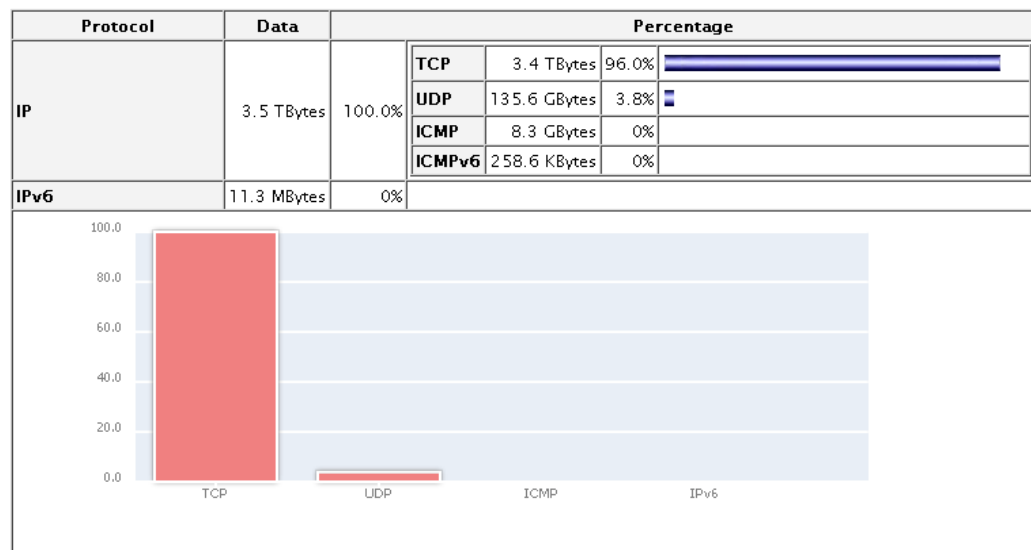 Protocol Data Percentage
IP 3.5 TBytes 100.0%
TCP 3.4 TBytes 96.0%
UDP 135.6 GBytes 3.8%
ICMP 8.3 GBytes 0%
ICMPv6 258.6 KBytes 0%
IPv6 11.3 MBytes 0%
100.0
80.0
60.0
40.0
20.0
0.0
TCP UDP ICMP IPv6